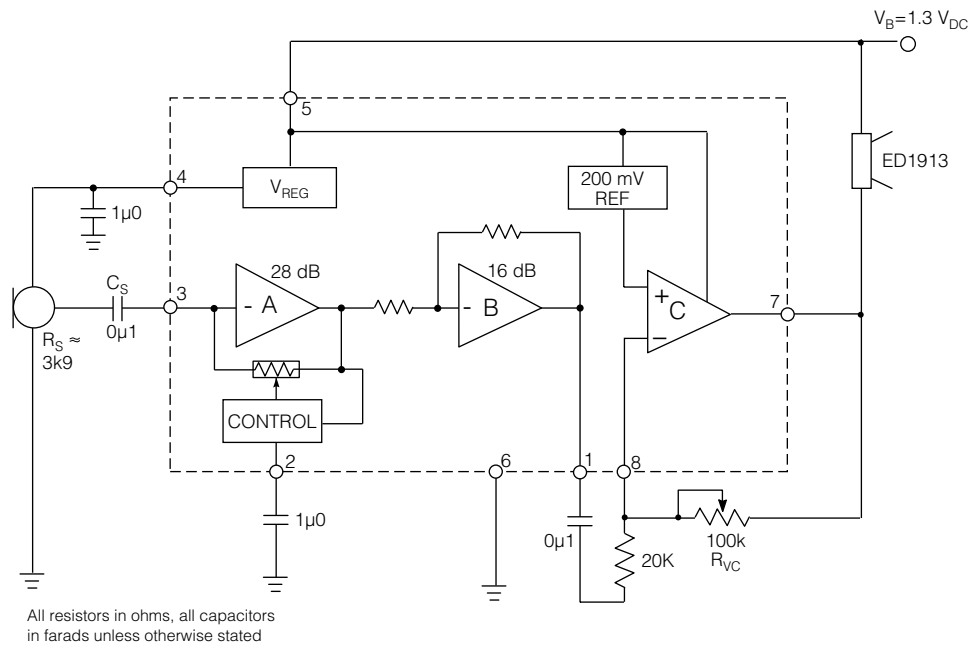 V_B=1.3 V_DC
5
4
V_REG
200 mV
REF
ED1913
1µ0
C_S
0µ1
3
28 dB
- A
16 dB
- B
+
C
−
7
R_S ≈
3k9
CONTROL
2
6
1
8
1µ0
0µ1
20K
100k
R_VC
All resistors in ohms, all capacitors
in farads unless otherwise stated